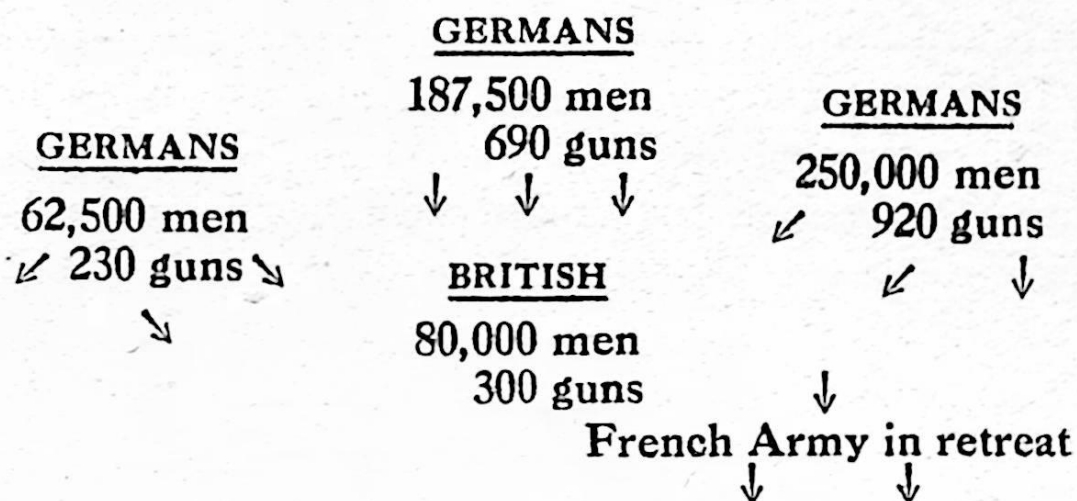 GERMANS
62,500 men
230 guns
GERMANS
187,500 men
690 guns
GERMANS
250,000 men
920 guns
BRITISH
80,000 men
300 guns
French Army in retreat